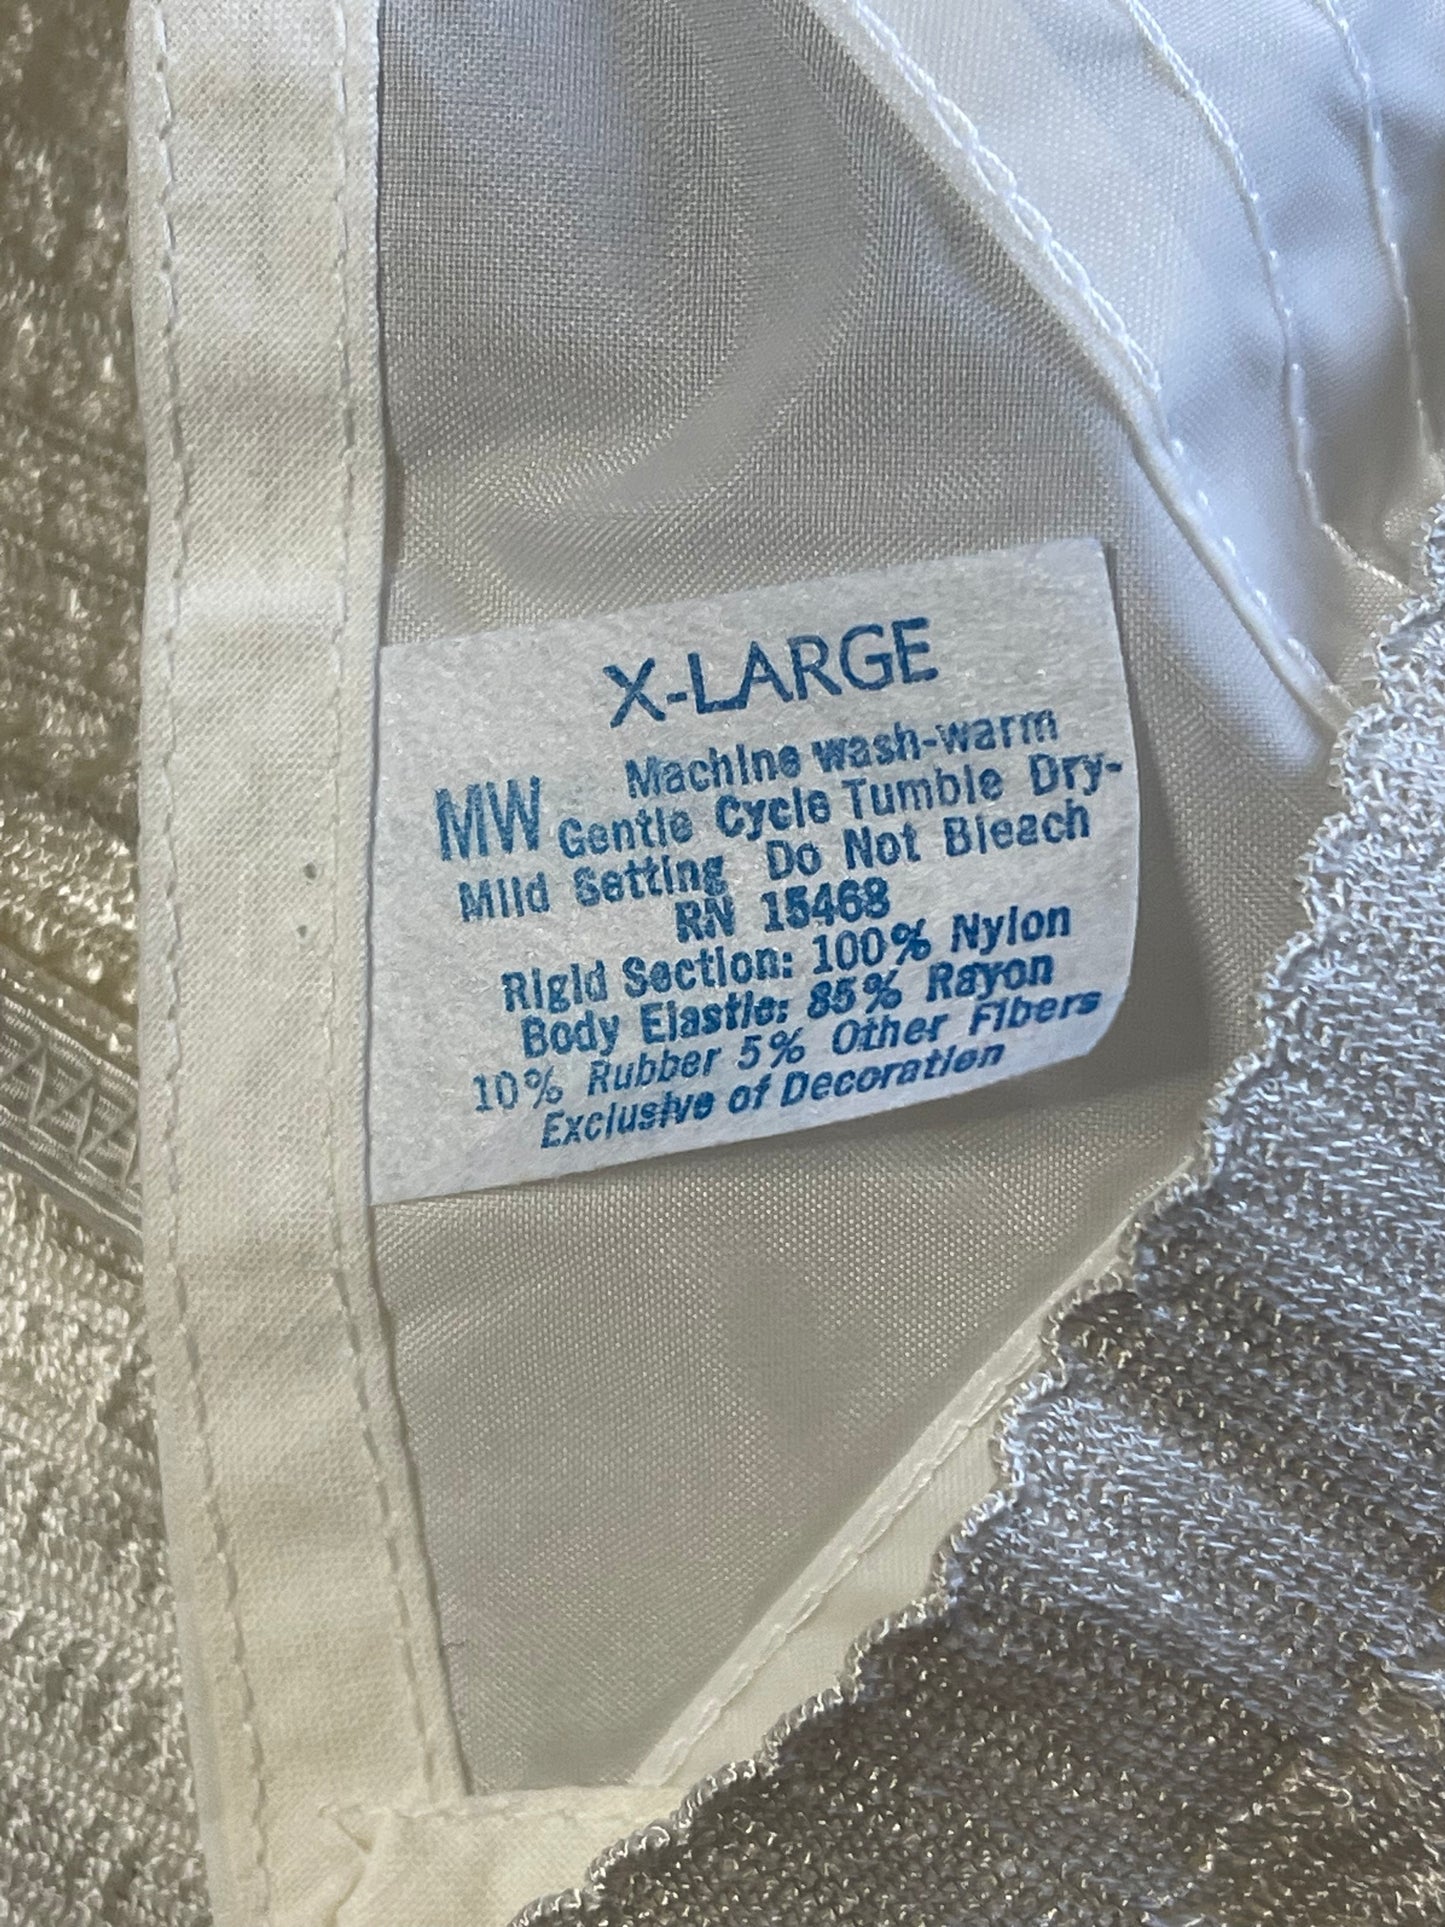 X-LARGE
Machine wash-warm
MW Gentle Cycle Tumble Dry-
Mild Setting Do Not Bleach
RN 15468
Rigid Section: 100% Nylon
Body Elastic: 85% Rayon
10% Rubber 5% Other Fibers
Exclusive of Decoration